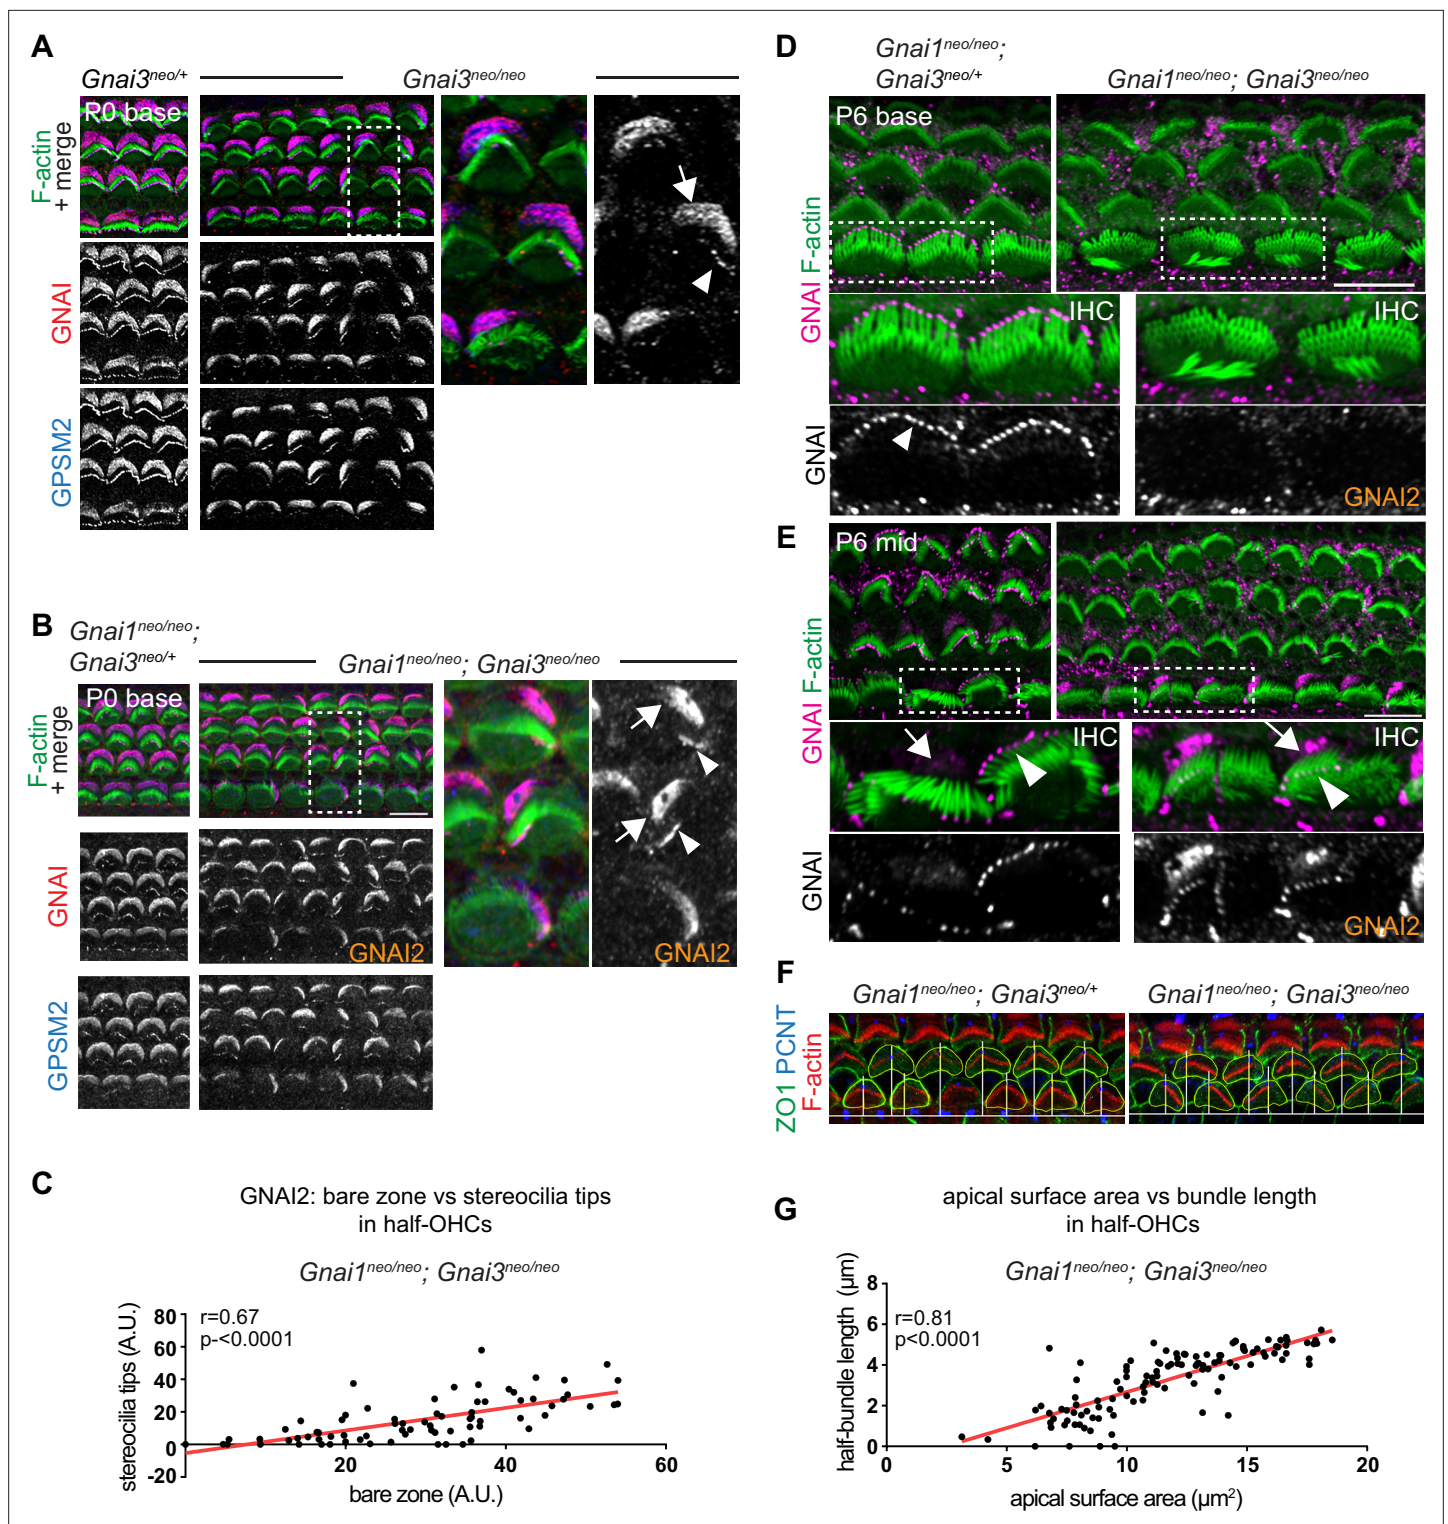 A
Gnai3neo/+
Gnai3neo/neo
R0 base
F-actin
+ merge
GNAI
GPSM2
B
Gnai1neo/neo;
Gnai3neo/+
Gnai1neo/neo; Gnai3neo/neo
P0 base
F-actin
+ merge
GNAI
GNAI2
GNAI2
GPSM2
C
GNAI2: bare zone vs stereocilia tips
in half-OHCs
Gnai1neo/neo; Gnai3neo/neo
r=0.67
p-<0.0001
stereocilia tips (A.U.)
80
60
40
20
0
-20
20
40
60
bare zone (A.U.)
D
Gnai1neo/neo;
Gnai3neo/+
Gnai1neo/neo; Gnai3neo/neo
P6 base
GNAI F-actin
IHC
IHC
GNAI
GNAI2
E
P6 mid
GNAI F-actin
IHC
IHC
GNAI
GNAI2
F
Gnai1neo/neo; Gnai3neo/+
Gnai1neo/neo; Gnai3neo/neo
ZO1 PCNT
F-actin
G
apical surface area vs bundle length
in half-OHCs
Gnai1neo/neo; Gnai3neo/neo
r=0.81
p<0.0001
half-bundle length (µm)
8
6
4
2
0
0
5
10
15
20
apical surface area (µm2)